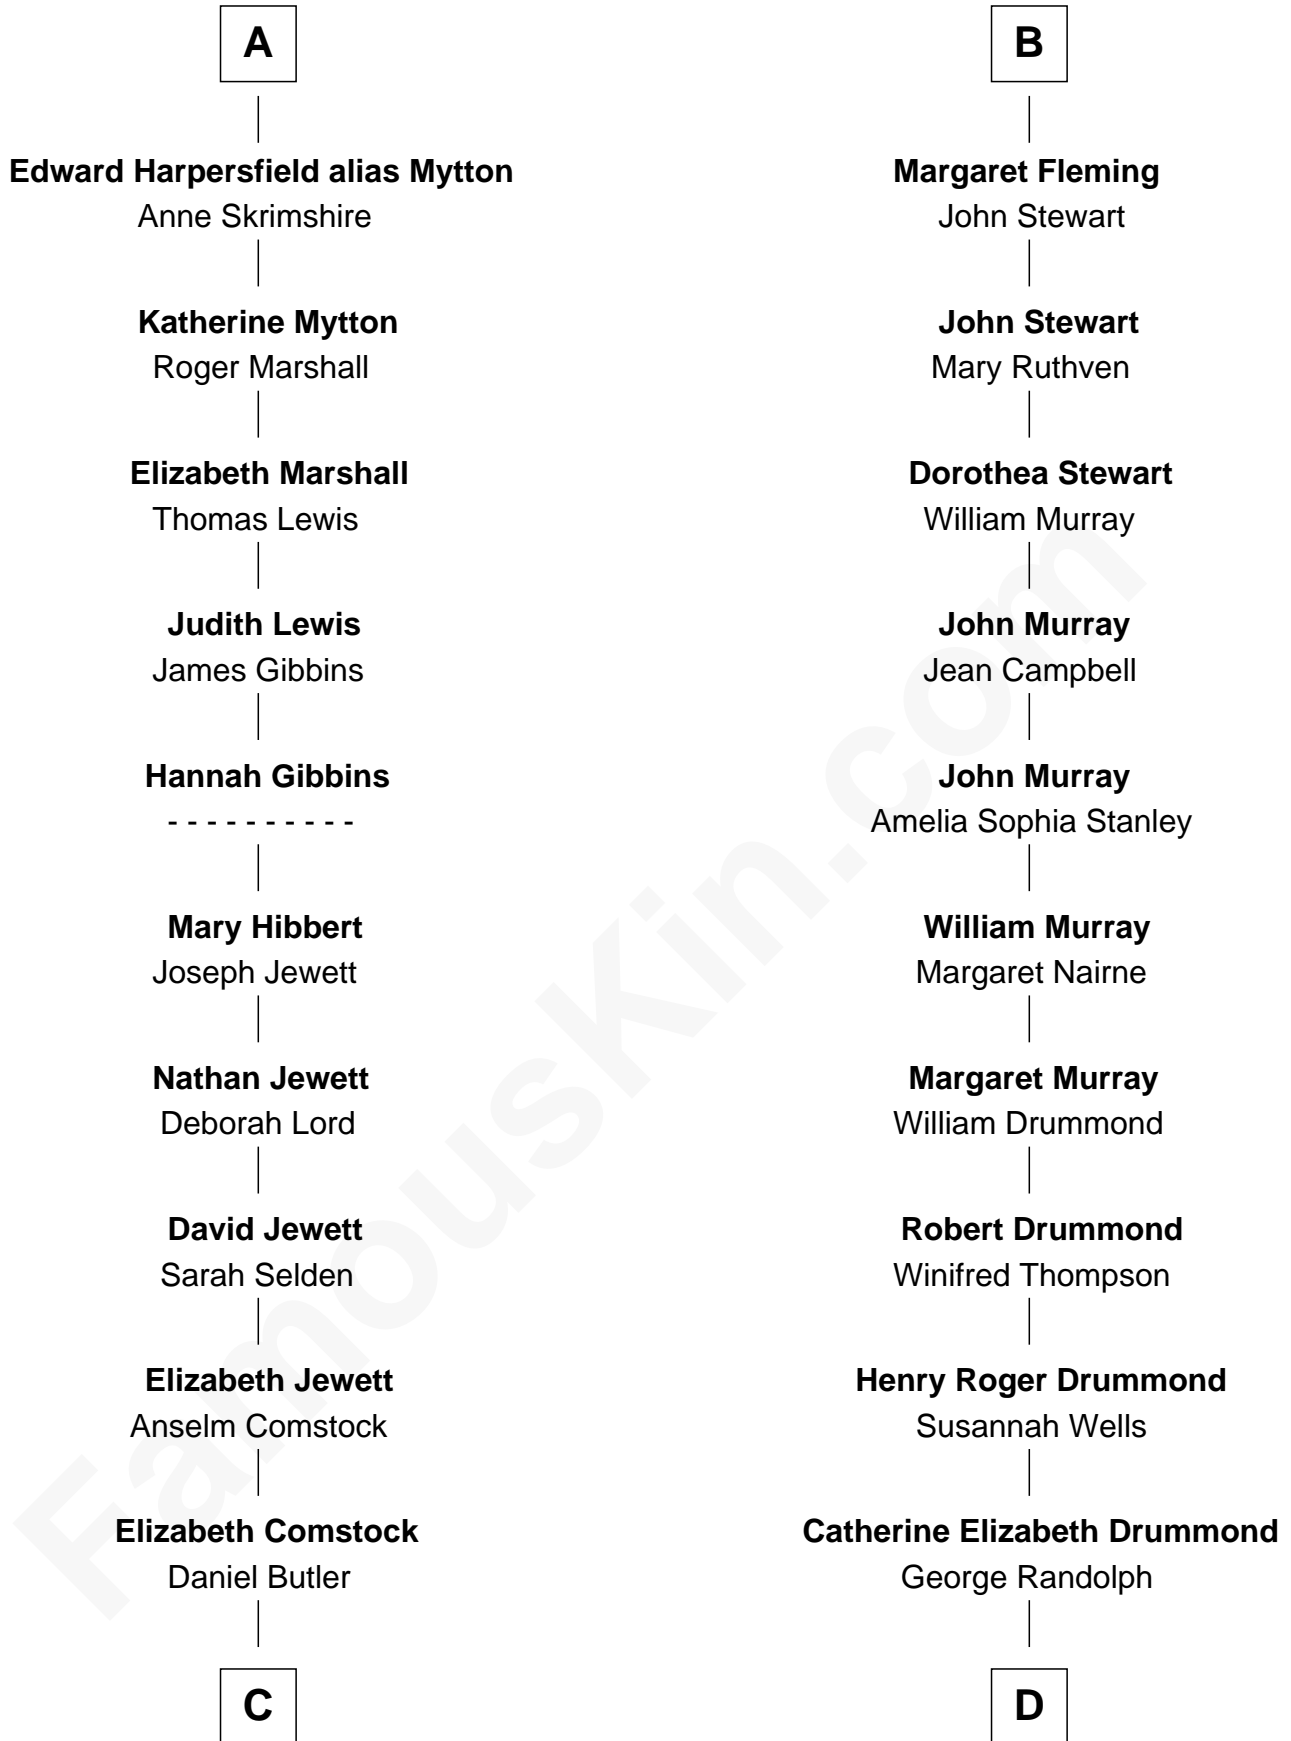 A
Edward Harpersfield alias Mytton
Anne Skrimshire
Katherine Mytton
Roger Marshall
Elizabeth Marshall
Thomas Lewis
Judith Lewis
James Gibbins
Hannah Gibbins
- - - - - - - - - -
Mary Hibbert
Joseph Jewett
Nathan Jewett
Deborah Lord
David Jewett
Sarah Selden
Elizabeth Jewett
Anselm Comstock
Elizabeth Comstock
Daniel Butler
C
B
Margaret Fleming
John Stewart
John Stewart
Mary Ruthven
Dorothea Stewart
William Murray
John Murray
Jean Campbell
John Murray
Amelia Sophia Stanley
William Murray
Margaret Nairne
Margaret Murray
William Drummond
Robert Drummond
Winifred Thompson
Henry Roger Drummond
Susannah Wells
Catherine Elizabeth Drummond
George Randolph
D
FamousKin.com